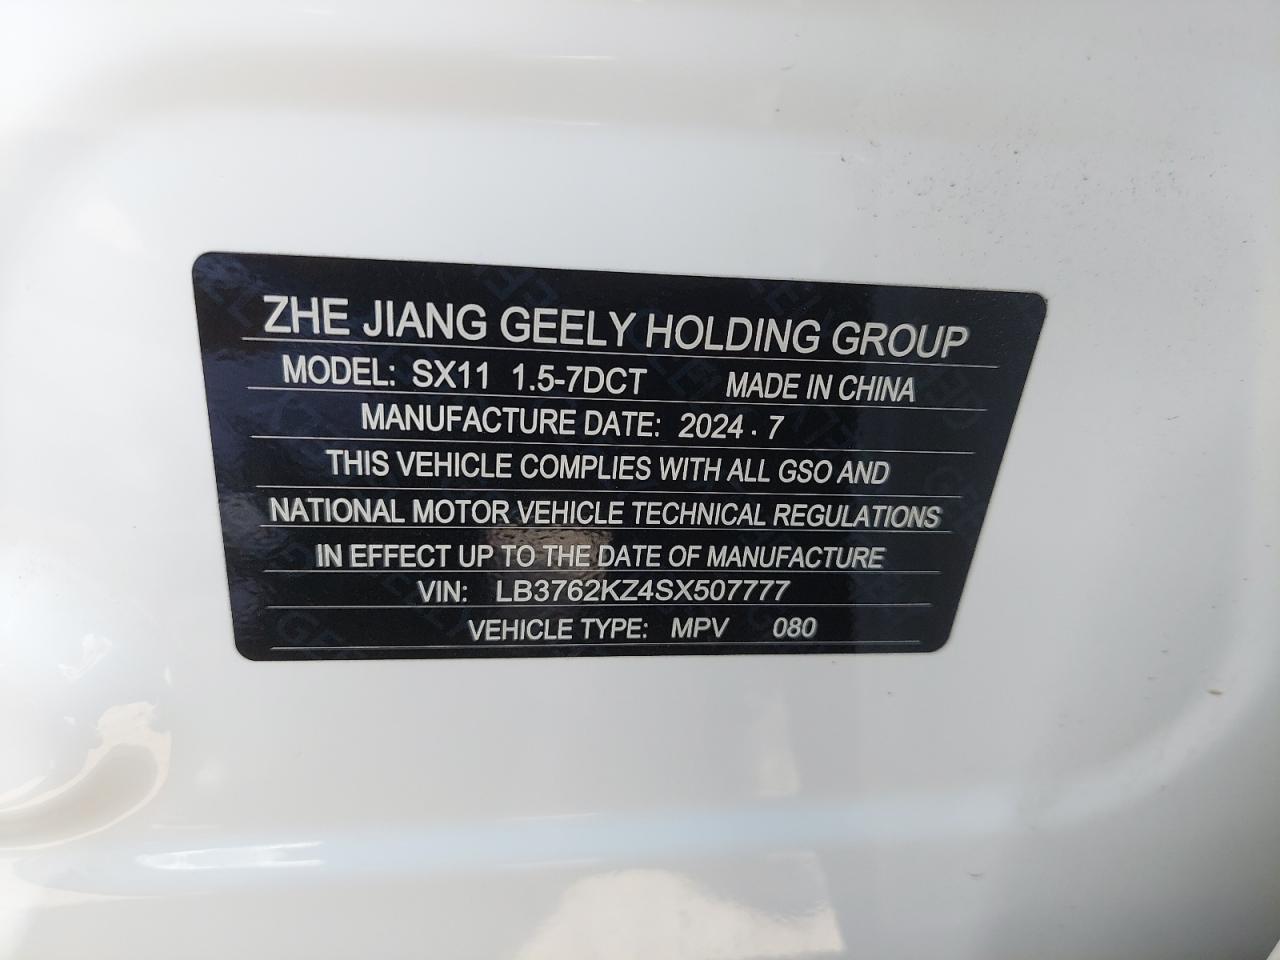 ZHE JIANG GEELY HOLDING GROUP
MODEL: SX11 1.5-7DCT MADE IN CHINA
MANUFACTURE DATE: 2024 . 7
THIS VEHICLE COMPLIES WITH ALL GSO AND
NATIONAL MOTOR VEHICLE TECHNICAL REGULATIONS
IN EFFECT UP TO THE DATE OF MANUFACTURE
VIN: LB3762KZ4SX507777
VEHICLE TYPE: MPV 080